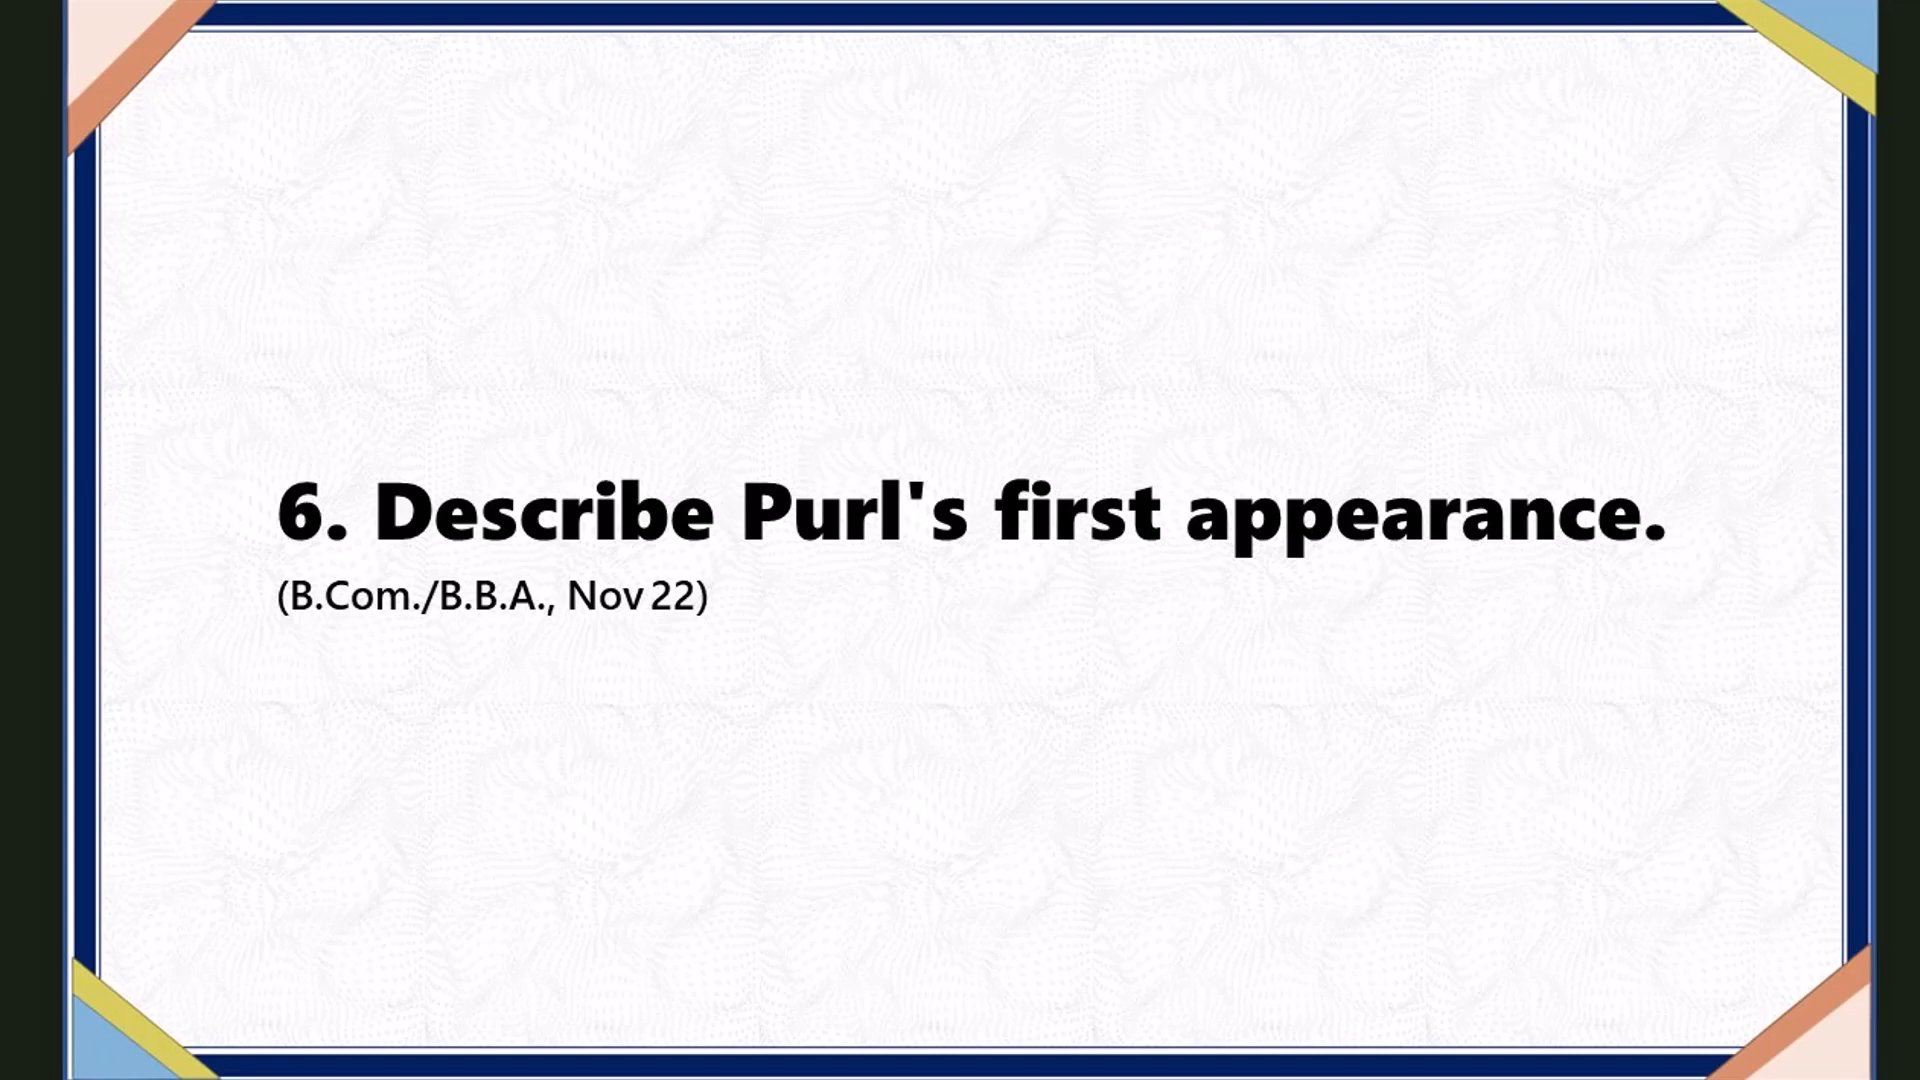 6. Describe Purl's first appearance.
(B.Com./B.B.A., Nov 22)